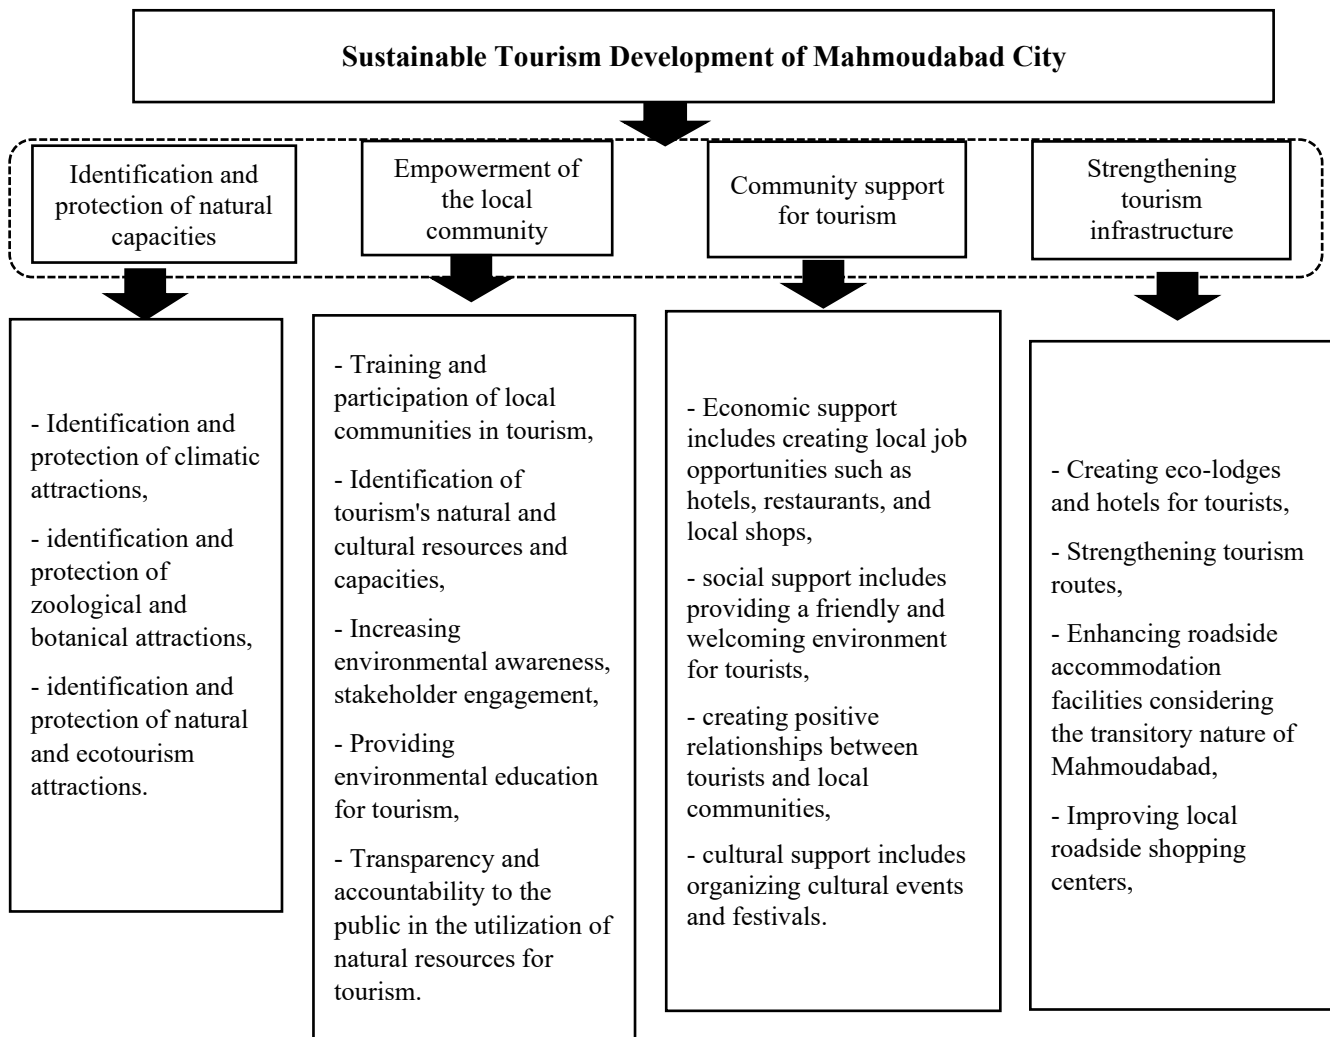 Sustainable Tourism Development of Mahmoudabad City
Identification and
protection of natural
capacities
Empowerment of
the local
community
Community support
for tourism
Strengthening
tourism
infrastructure
- Identification and
protection of climatic
attractions,
- identification and
protection of
zoological and
botanical attractions,
- identification and
protection of natural
and ecotourism
attractions.
- Training and
participation of local
communities in tourism,
- Identification of
tourism's natural and
cultural resources and
capacities,
- Increasing
environmental awareness,
stakeholder engagement,
- Providing
environmental education
for tourism,
- Transparency and
accountability to the
public in the utilization of
natural resources for
tourism.
- Economic support
includes creating local job
opportunities such as
hotels, restaurants, and
local shops,
- social support includes
providing a friendly and
welcoming environment
for tourists,
- creating positive
relationships between
tourists and local
communities,
- cultural support includes
organizing cultural events
and festivals.
- Creating eco-lodges
and hotels for tourists,
- Strengthening tourism
routes,
- Enhancing roadside
accommodation
facilities considering
the transitory nature of
Mahmoudabad,
- Improving local
roadside shopping
centers,